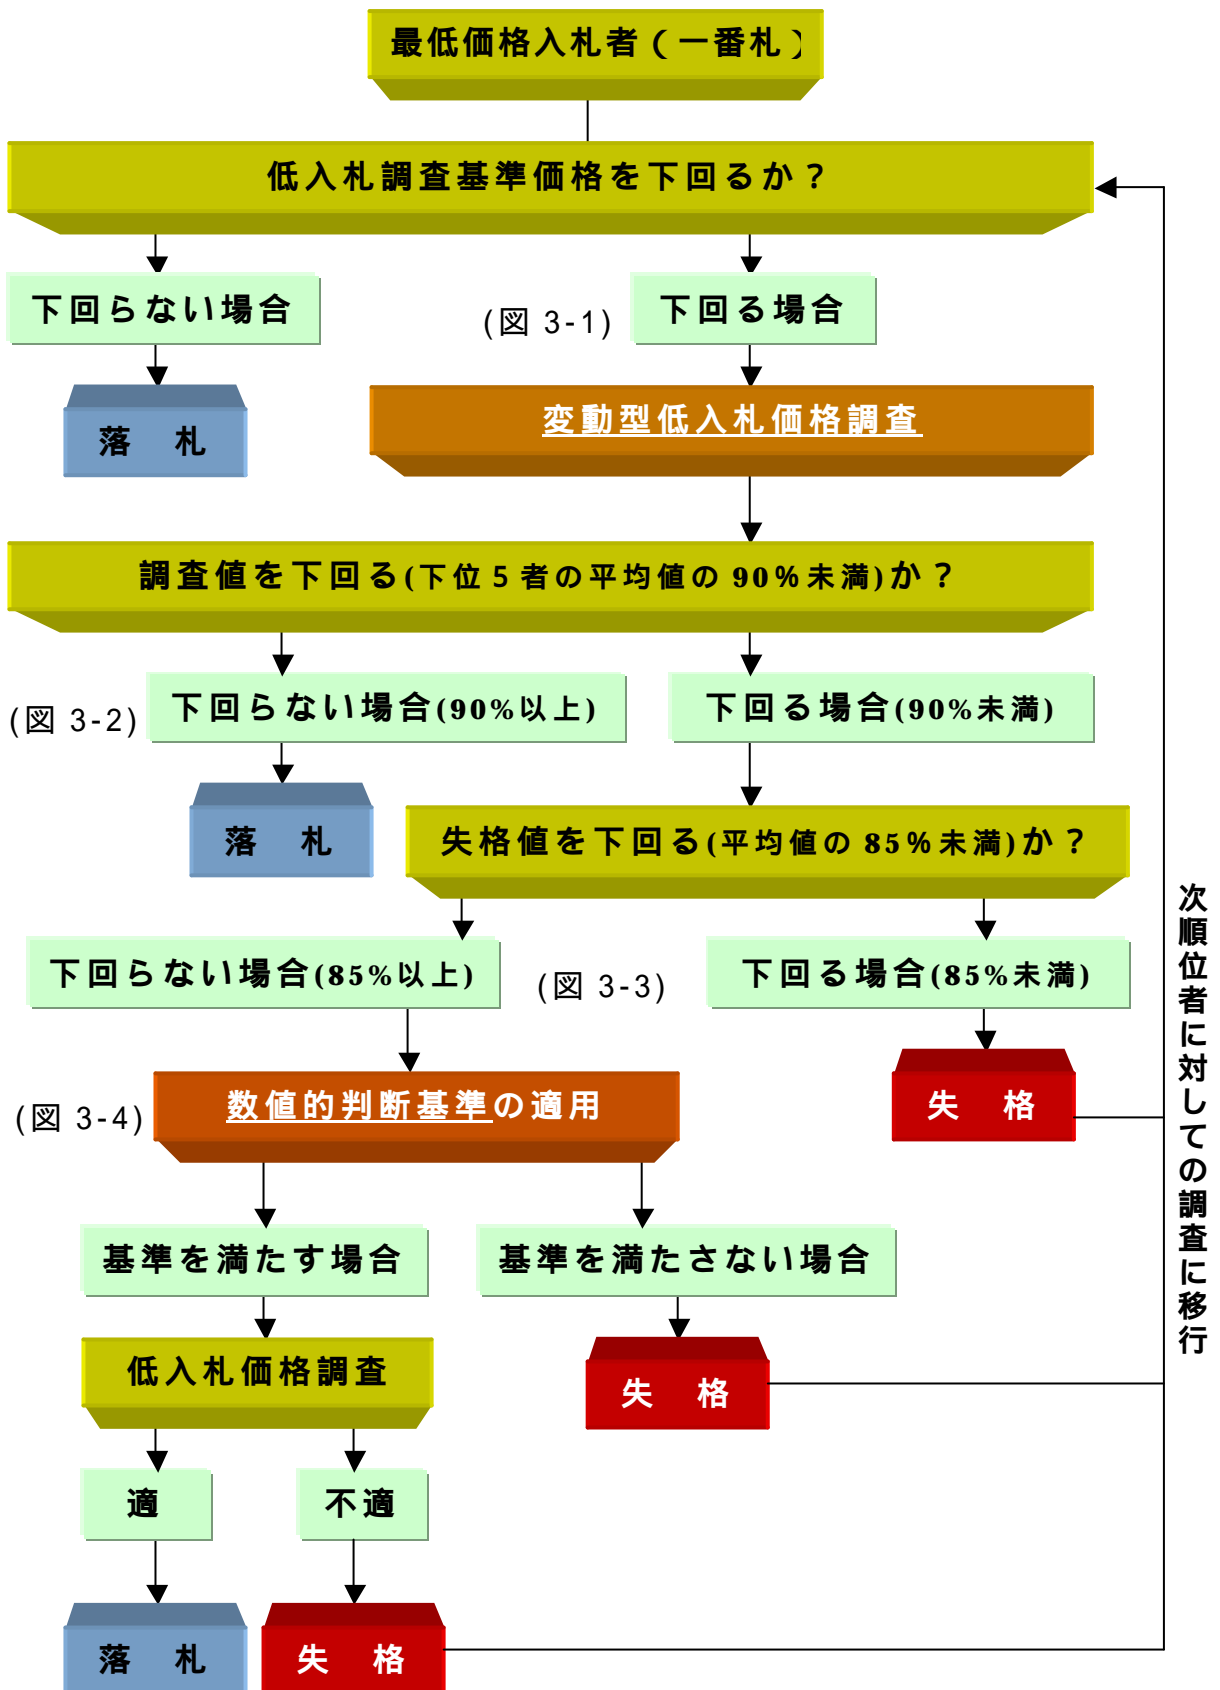 最低価格入札者（一番札）
低入札調査基準価格を下回るか？
下回らない場合
(図 3-1)
下回る場合
落　札
変動型低入札価格調査
調査値を下回る(下位５者の平均値の 90％未満)か？
(図 3-2)
下回らない場合(90%以上)
下回る場合(90%未満)
落　札
失格値を下回る(平均値の 85％未満)か？
下回らない場合(85%以上)
(図 3-3)
下回る場合(85%未満)
失　格
(図 3-4)
数値的判断基準の適用
基準を満たす場合
基準を満たさない場合
低入札価格調査
失　格
適
不適
落　札
失　格
次順位者に対しての調査に移行